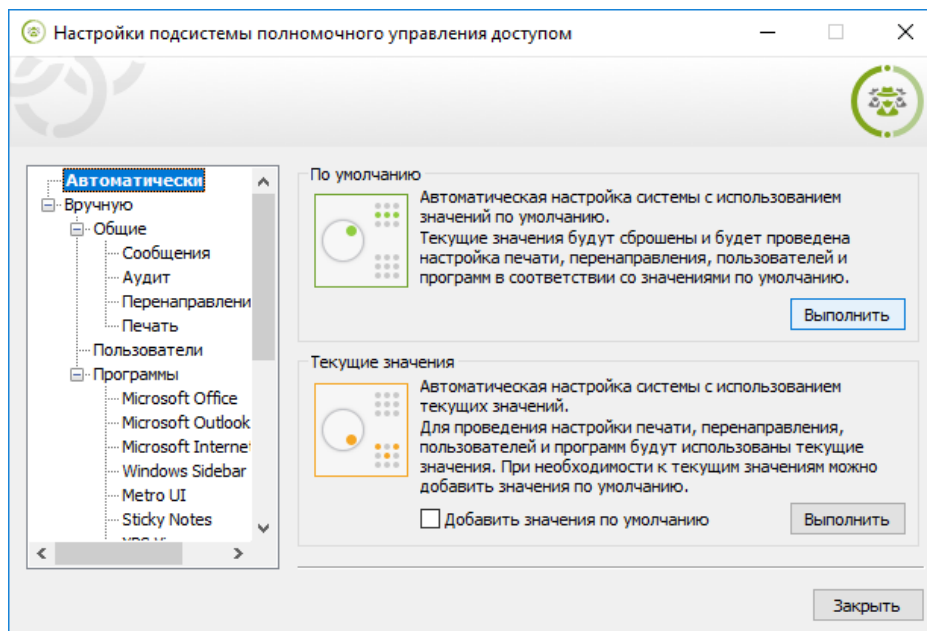 Настройки подсистемы полномочного управления доступом
Автоматически
Вручную
Общие
Сообщения
Аудит
Перенаправлени
Печать
Пользователи
Программы
Microsoft Office
Microsoft Outlook
Microsoft Interne
Windows Sidebar
Metro UI
Sticky Notes
По умолчанию
Автоматическая настройка системы с использованием
значений по умолчанию.
Текущие значения будут сброшены и будет проведена
настройка печати, перенаправления, пользователей и
программ в соответствии со значениями по умолчанию.
Выполнить
Текущие значения
Автоматическая настройка системы с использованием
текущих значений.
Для проведения настройки печати, перенаправления,
пользователей и программ будут использованы текущие
значения. При необходимости к текущим значениям можно
добавить значения по умолчанию.
Добавить значения по умолчанию
Выполнить
Закрыть